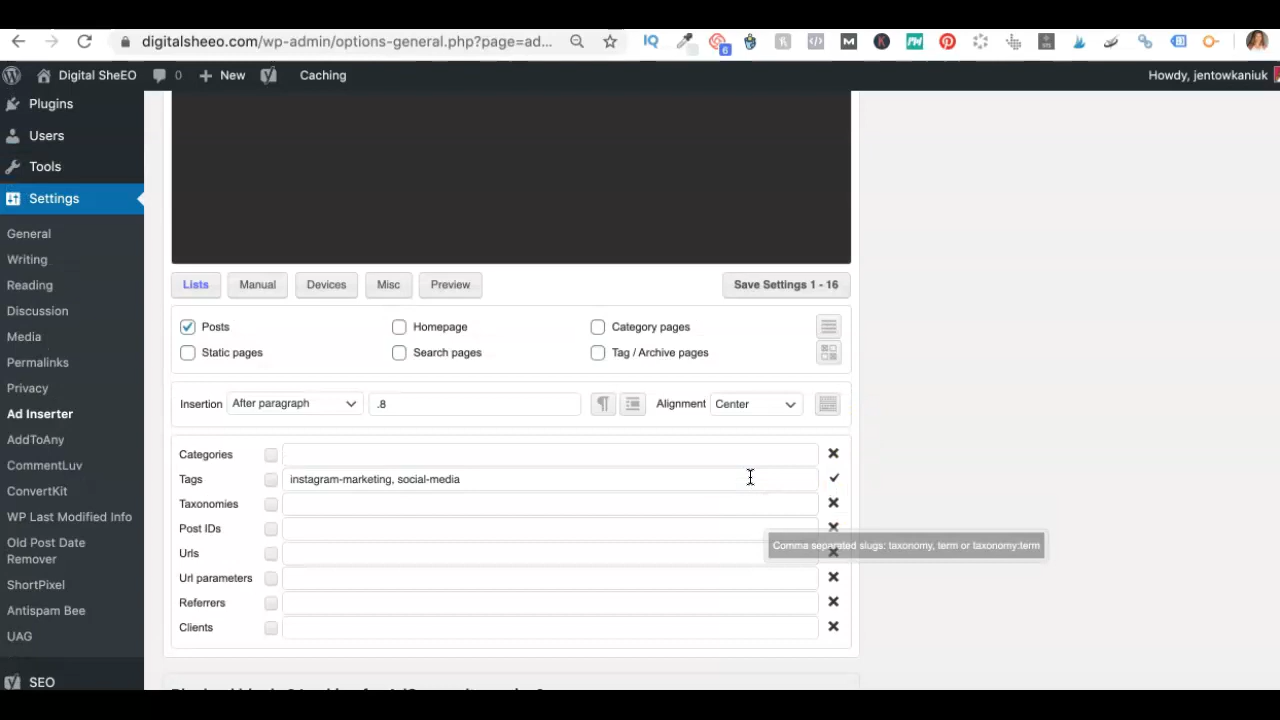 digitalsheeo.com/wp-admin/options-general.php?page=ad...
6
Digital SheEO 0 New Caching Howdy, jentowkaniuk
Plugins
Users
Tools
Settings
General
Writing
Reading
Discussion
Media
Permalinks
Privacy
Ad Inserter
AddToAny
CommentLuv
ConvertKit
WP Last Modified Info
Old Post Date
Remover
ShortPixel
Antispam Bee
UAG
SEO
Lists Manual Devices Misc Preview Save Settings 1 - 16
Posts Homepage Category pages
Static pages Search pages Tag / Archive pages
Insertion After paragraph .8 Alignment Center
Categories
Tags instagram-marketing, social-media
Taxonomies
Post IDs
Comma separated slugs: taxonomy, term or taxonomy:term
Urls
Url parameters
Referrers
Clients